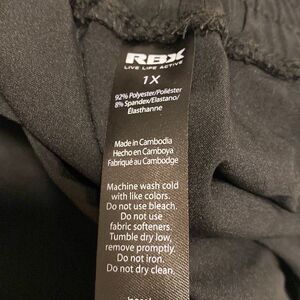 RBX
LIVE LIFE ACTIVE
1X
92% Polyester/Poliéster
8% Spandex/Elastano/
Élasthanne
Made in Cambodia
Hecho en Camboya
Fabriqué au Cambodge
Machine wash cold
with like colors.
Do not use bleach.
Do not use
fabric softeners.
Tumble dry low,
remove promptly.
Do not iron.
Do not dry clean.